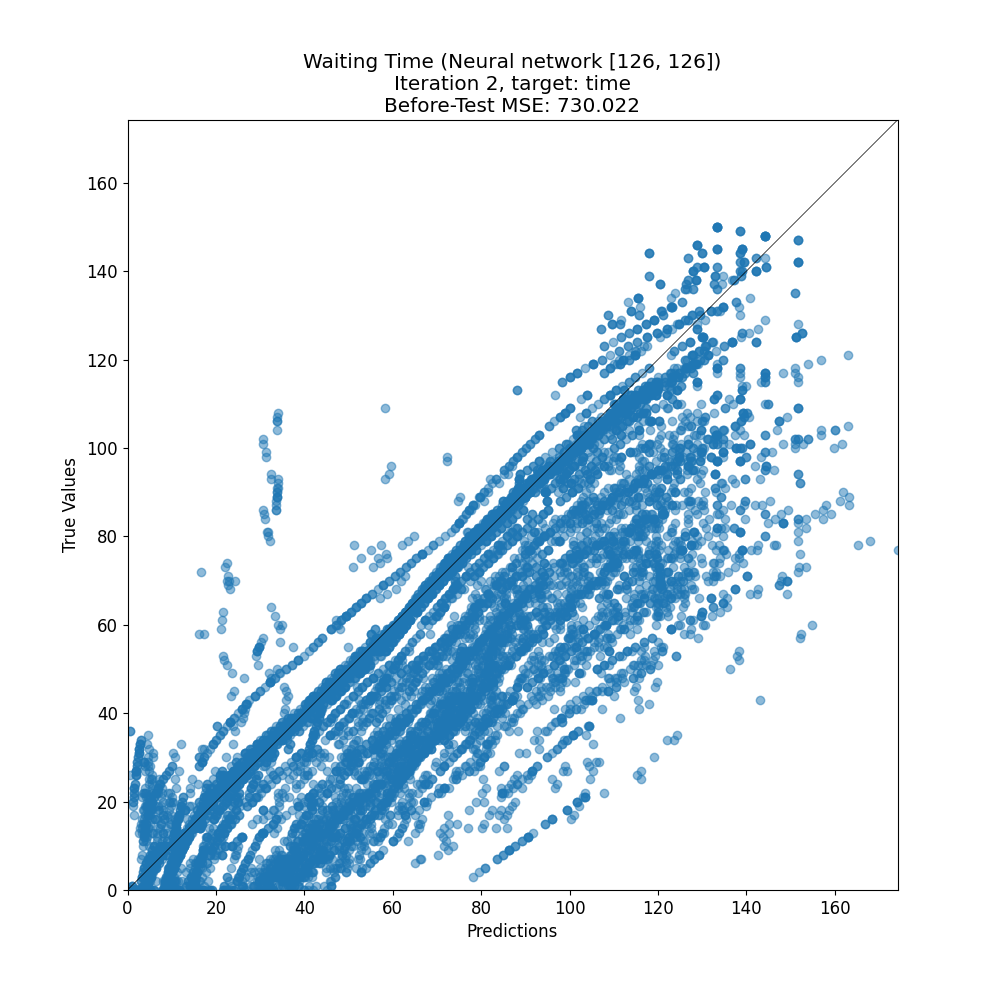 Waiting Time (Neural network [126, 126])
Iteration 2, target: time
Before-Test MSE: 730.022
True Values
160
140
120
100
80
60
40
20
0
0 20 40 60 80 100 120 140 160
Predictions